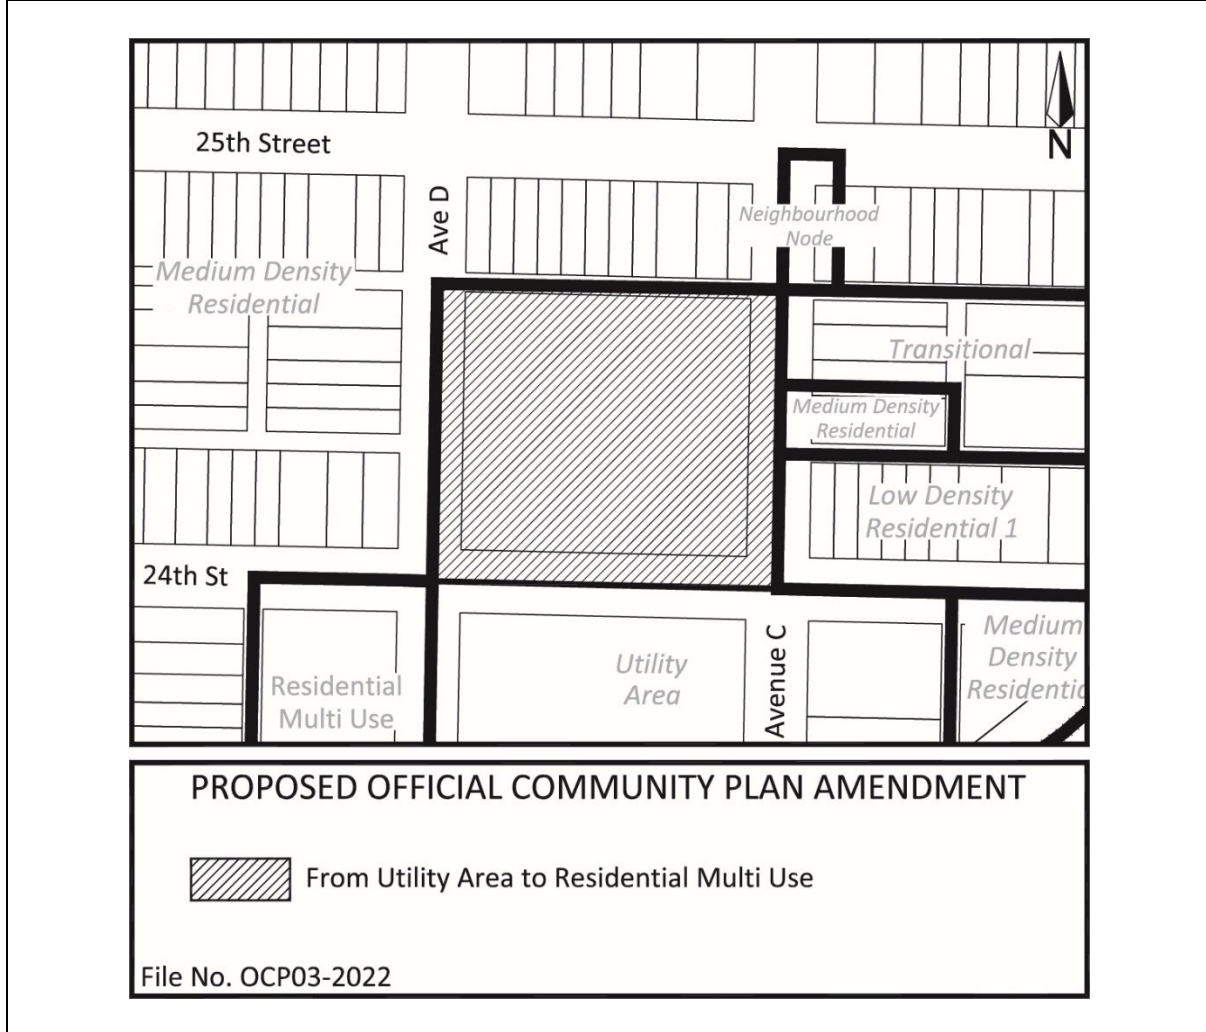 N
25th Street
Ave D
Neighbourhood
Node
Medium Density
Residential
Transitional
Medium Density
Residential
Low Density
Residential 1
24th St
Medium
Density
Residentia
Utility
Area
Avenue C
Residential
Multi Use
PROPOSED OFFICIAL COMMUNITY PLAN AMENDMENT
From Utility Area to Residential Multi Use
File No. OCP03-2022